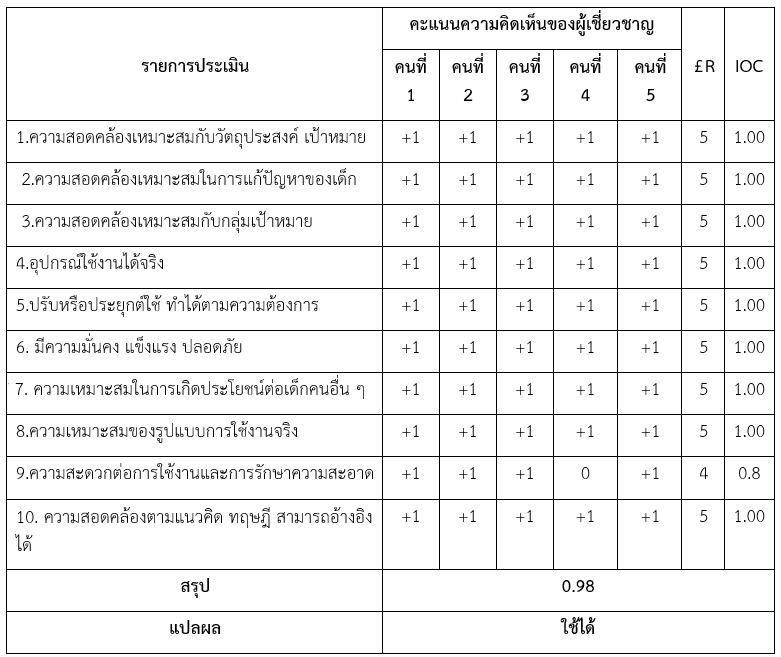 รายการประเมิน คะแนนความคิดเห็นของผู้เชี่ยวชาญ £R IOC
คนที่ 1 คนที่ 2 คนที่ 3 คนที่ 4 คนที่ 5
1.ความสอดคล้องเหมาะสมกับวัตถุประสงค์ เป้าหมาย +1 +1 +1 +1 +1 5 1.00
2.ความสอดคล้องเหมาะสมในการแก้ปัญหาของเด็ก +1 +1 +1 +1 +1 5 1.00
3.ความสอดคล้องเหมาะสมกับกลุ่มเป้าหมาย +1 +1 +1 +1 +1 5 1.00
4.อุปกรณ์ใช้งานได้จริง +1 +1 +1 +1 +1 5 1.00
5.ปรับหรือประยุกต์ใช้ ทำได้ตามความต้องการ +1 +1 +1 +1 +1 5 1.00
6. มีความมั่นคง แข็งแรง ปลอดภัย +1 +1 +1 +1 +1 5 1.00
7. ความเหมาะสมในการเกิดประโยชน์ต่อเด็กคนอื่น ๆ +1 +1 +1 +1 +1 5 1.00
8.ความเหมาะสมของรูปแบบการใช้งานจริง +1 +1 +1 +1 +1 5 1.00
9.ความสะดวกต่อการใช้งานและการรักษาความสะอาด +1 +1 +1 0 +1 4 0.8
10. ความสอดคล้องตามแนวคิด ทฤษฎี สามารถอ้างอิง +1 +1 +1 +1 +1 5 1.00
ได้
สรุป 0.98
แปลผล ใช้ได้